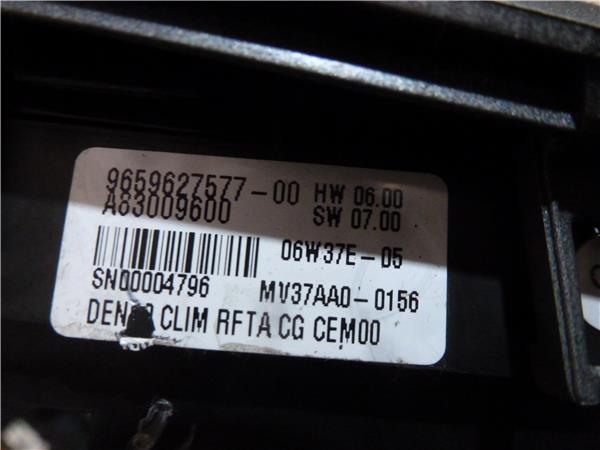 9659627577-00 HW 06.00
A83009600 SW 07.00
06W37E-05
SN00004796 MV37AA0-0156
CLIM RFTA CG CEM00